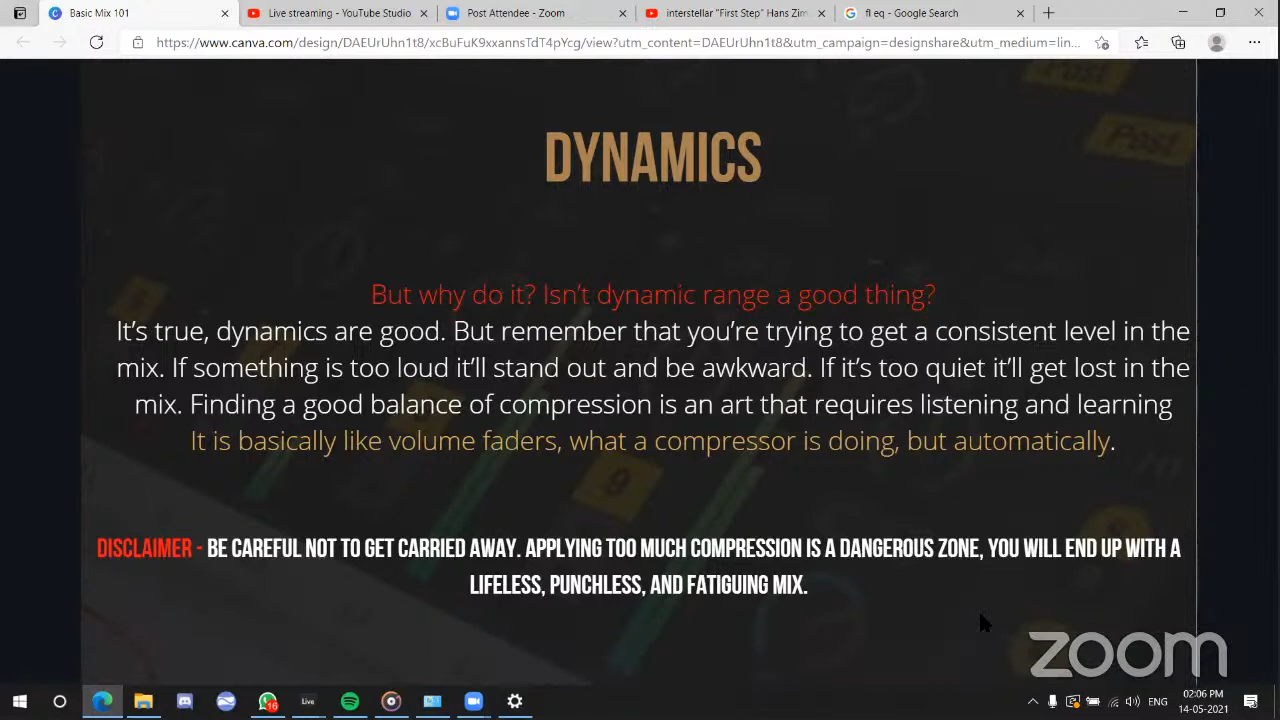 Basic Mix 101
Live streaming - YouTube Studio
Post Attendee - Zoom
interstellar "First Step" Hans Zim
fl eq - Google Search
https://www.canva.com/design/DAEUrUhn1t8/xcBuFuK9xxannsTdT4pYcg/view?utm_content=DAEUrUhn1t8&utm_campaign=designshare&utm_medium=lin...
Post
Post
DYNAMICS
But why do it? Isn't dynamic range a good thing?
It's true, dynamics are good. But remember that you're trying to get a consistent level in the
mix. If something is too loud it'll stand out and be awkward. If it's too quiet it'll get lost in the
mix. Finding a good balance of compression is an art that requires listening and learning
It is basically like volume faders, what a compressor is doing, but automatically.
9
DISCLAIMER - BE CAREFUL NOT TO GET CARRIED AWAY. APPLYING TOO MUCH COMPRESSION IS A DANGEROUS ZONE, YOU WILL END UP WITH A
LIFELESS, PUNCHLESS, AND FATIGUING MIX.
zoom
16
Live
ENG
02:06 PM
14-05-2021